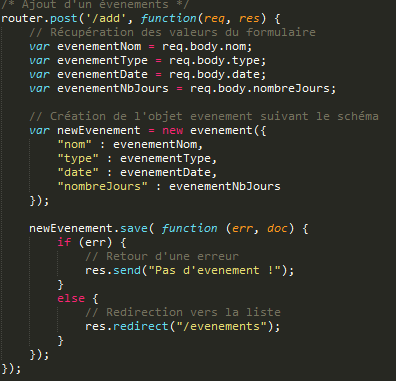 /* Ajout d'un évenements */
router.post('/add', function(req, res) {
// Récupération des valeurs du formulaire
var evenementNom = req.body.nom;
var evenementType = req.body.type;
var evenementDate = req.body.date;
var evenementNbJours = req.body.nombreJours;
// Création de l'objet evenement suivant le schéma
var newEvenement = new evenement({
"nom" : evenementNom,
"type" : evenementType,
"date" : evenementDate,
"nombreJours" : evenementNbJours
});
newEvenement.save( function (err, doc) {
if (err) {
// Retour d'une erreur
res.send("Pas d'evenement !");
}
else {
// Redirection vers la liste
res.redirect("/evenements");
}
});
});